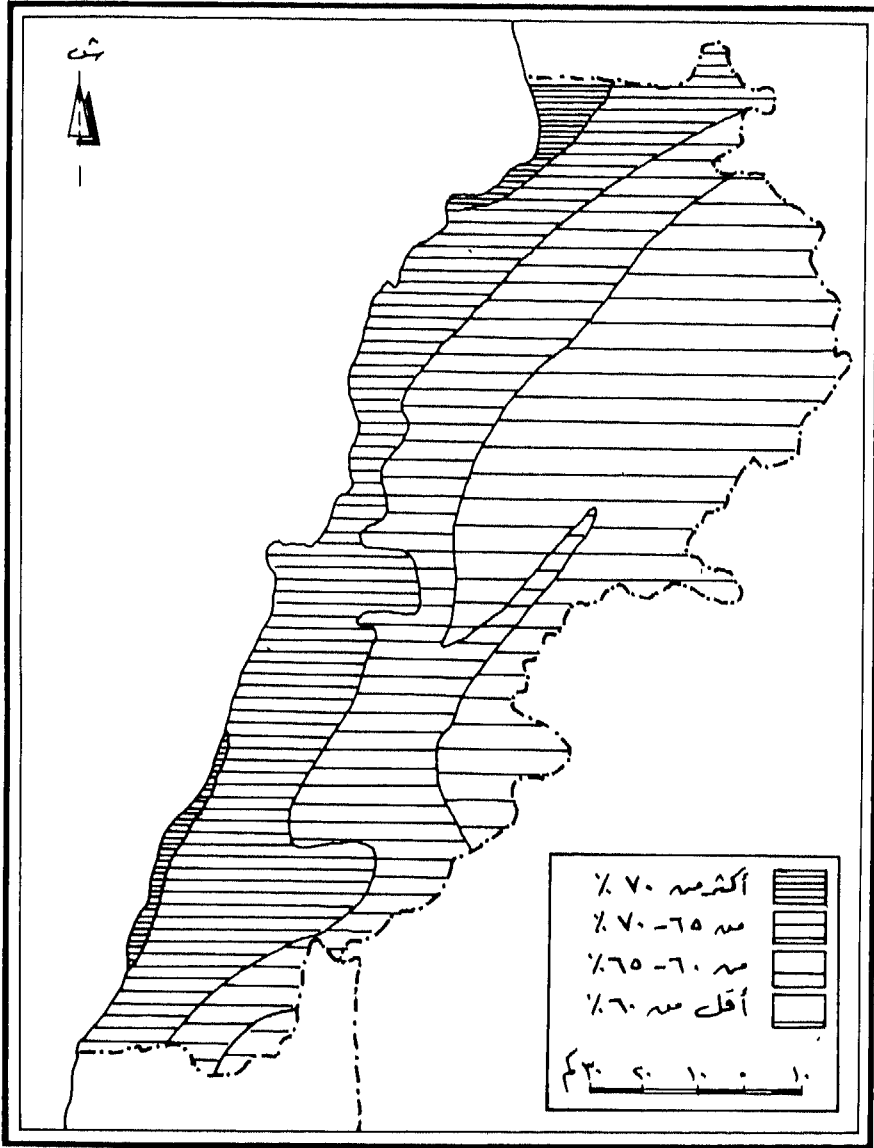 ش
أكثر من ٧٠ ٪
من ٦٥ - ٧٠ ٪
من ٦٠ - ٦٥ ٪
أقل من ٦٠ ٪
١٠ ٠ ١٠ ٢٠ ٣٠ كم